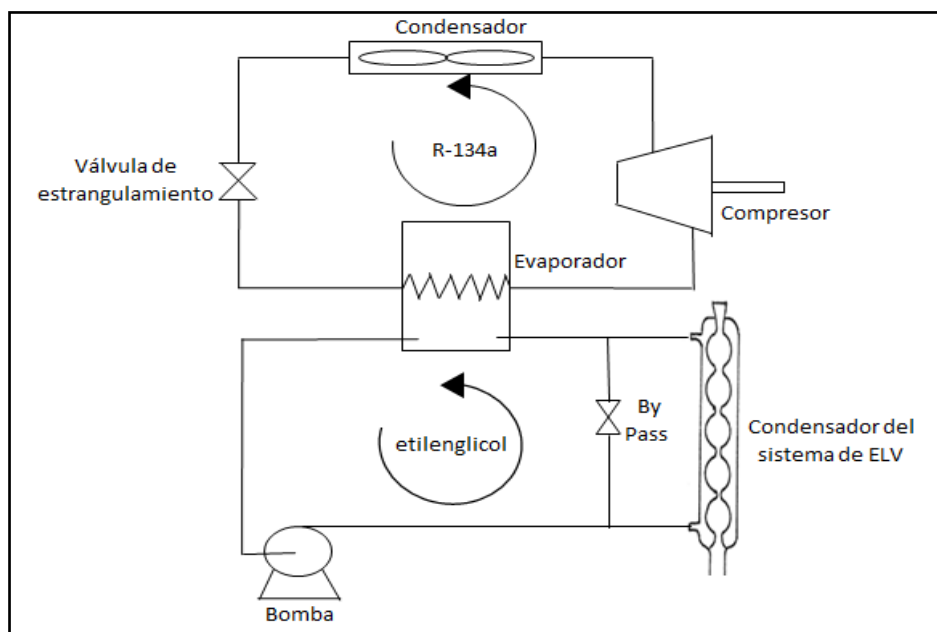 Condensador
R-134a
Válvula de
estrangulamiento
Compresor
Evaporador
By
Pass
etilenglicol
Condensador del
sistema de ELV
Bomba